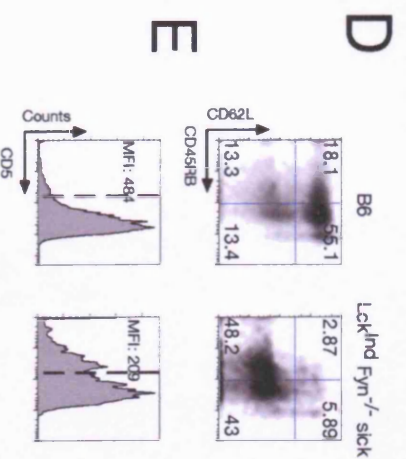 D
B6
Lck^Ind Fyn-/- sick
CD62L
CD45RB
18.1 55.1
13.3 13.4
2.87 5.89
48.2 43
E
Counts
CD5
MFI: 484
MFI: 209